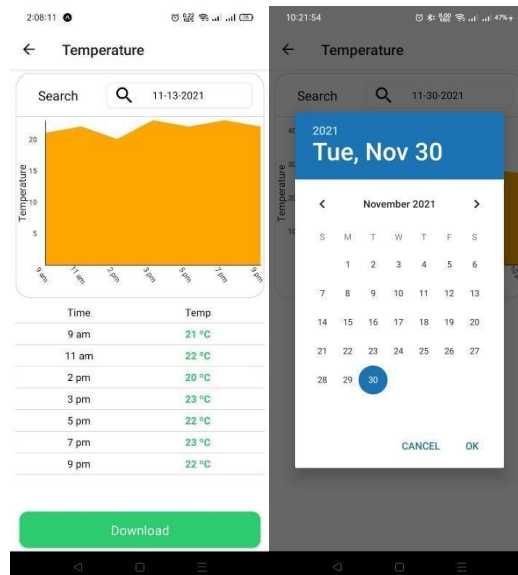 2:08:11
Temperature
Search
11-13-2021
Temperature
20
15
10
5
9 am
11 am
2 pm
3 pm
5 pm
7 pm
9 pm
Time Temp
9 am 21 °C
11 am 22 °C
2 pm 20 °C
3 pm 23 °C
5 pm 22 °C
7 pm 23 °C
9 pm 22 °C
Download
10:21:54
47%
Temperature
Search
11-30-2021
Temperature
2021
Tue, Nov 30
November 2021
S M T W T F S
1 2 3 4 5 6
7 8 9 10 11 12 13
14 15 16 17 18 19 20
21 22 23 24 25 26 27
28 29 30
CANCEL OK